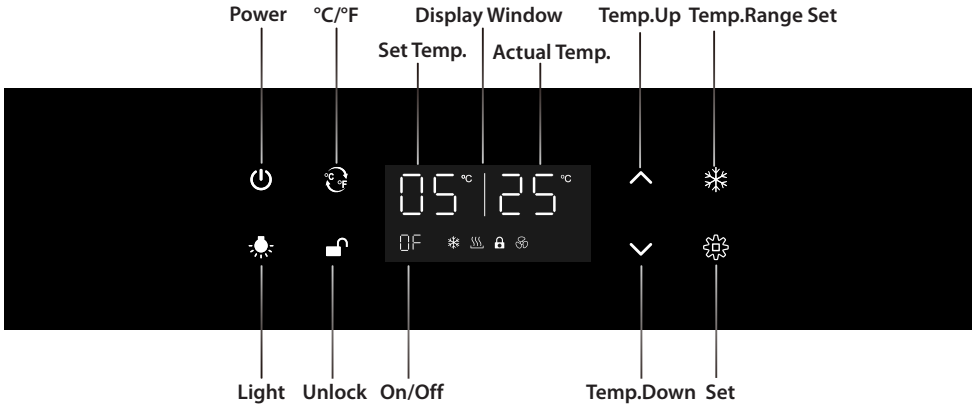 Power °C/°F Display Window Temp.Up Temp.Range Set
Set Temp. Actual Temp.
°C °F
05 °C 25 °C
OF
Light Unlock On/Off Temp.Down Set